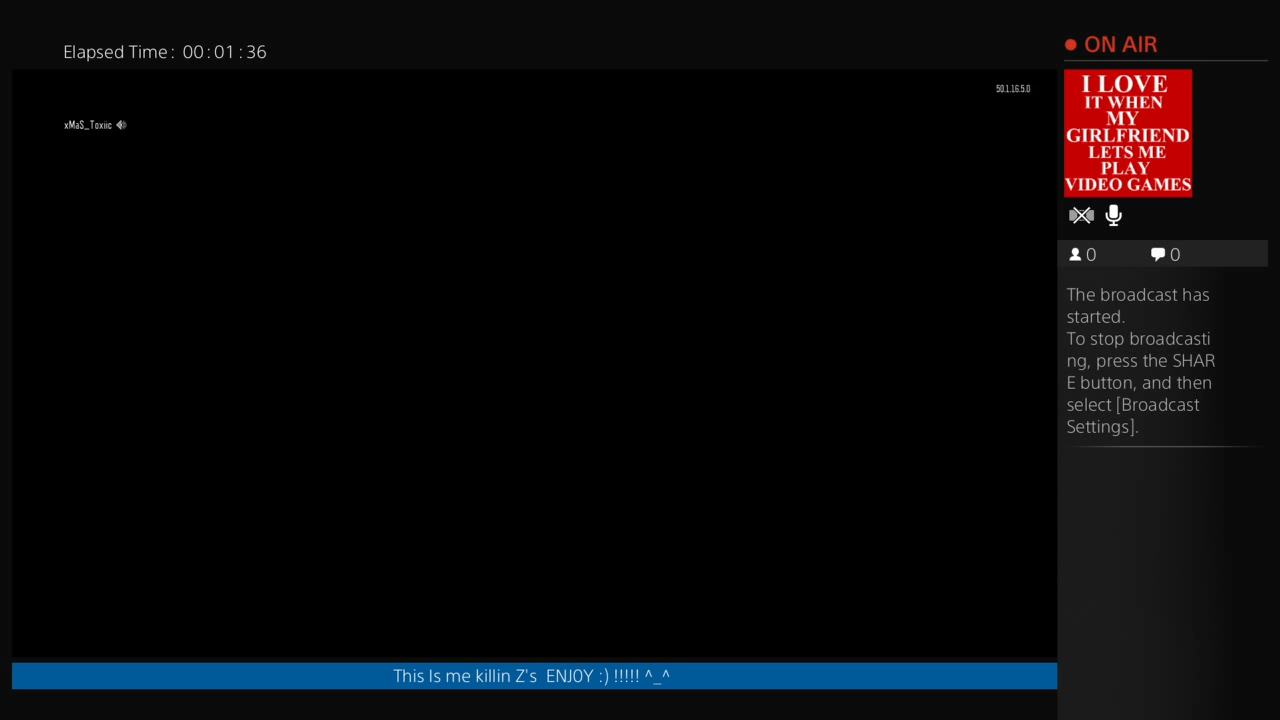 Elapsed Time: 00:01:36
ON AIR
50.1.16.5.0
xMaS_Toxiic
I LOVE
IT WHEN
MY
GIRLFRIEND
LETS ME
PLAY
VIDEO GAMES
0 0
The broadcast has
started.
To stop broadcasti
ng, press the SHAR
E button, and then
select [Broadcast
Settings].
This Is me killin Z's ENJOY :) !!!!! ^_^